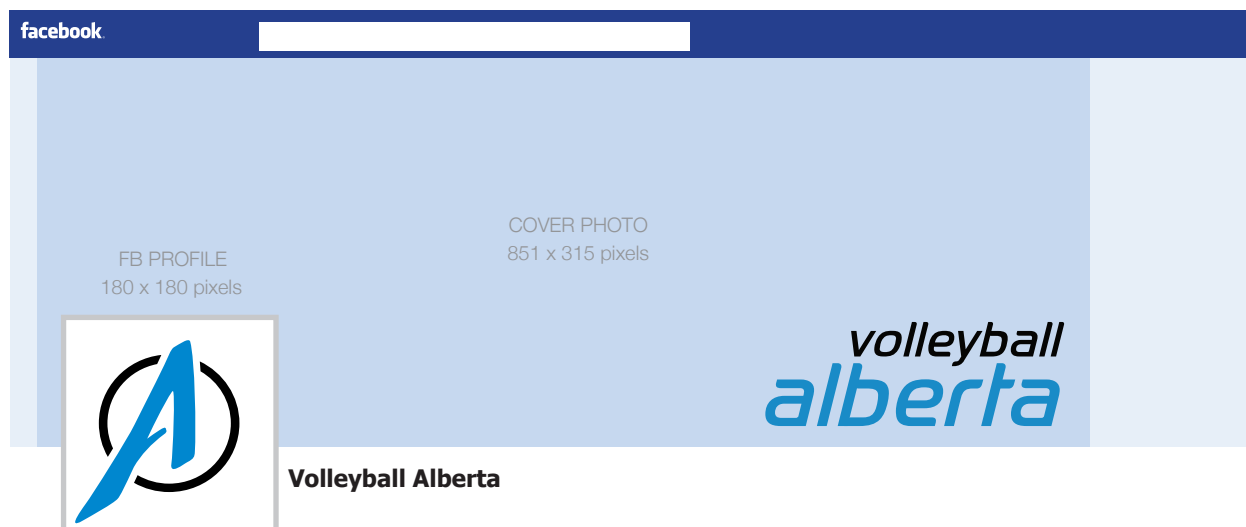 facebook.
COVER PHOTO
851 x 315 pixels
FB PROFILE
180 x 180 pixels
volleyball
alberta
A
Volleyball Alberta